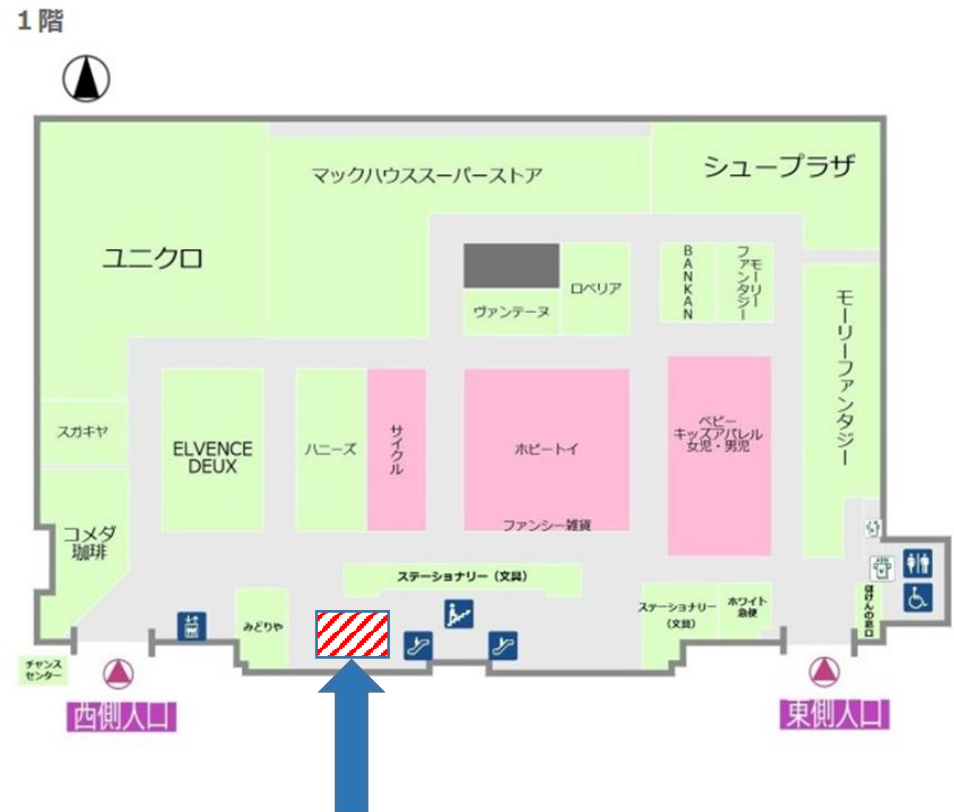 1階
マックハウススーパーストア
シュープラザ
ユニクロ
ロベリア
ヴァンテーヌ
BANKAN
モーリー
ファンタジー
モーリーファンタジー
スガキヤ
ELVENCE
DEUX
ハニーズ
サイクル
ホビートイ
ファンシー雑貨
ベビー
キッズアパレル
女児・男児
コメダ
珈琲
ステーショナリー（文具）
みどりや
ステーショナリー
（文具）
ホワイト
急便
ATM
ほけんの窓口
チャンス
センター
西側入口
東側入口